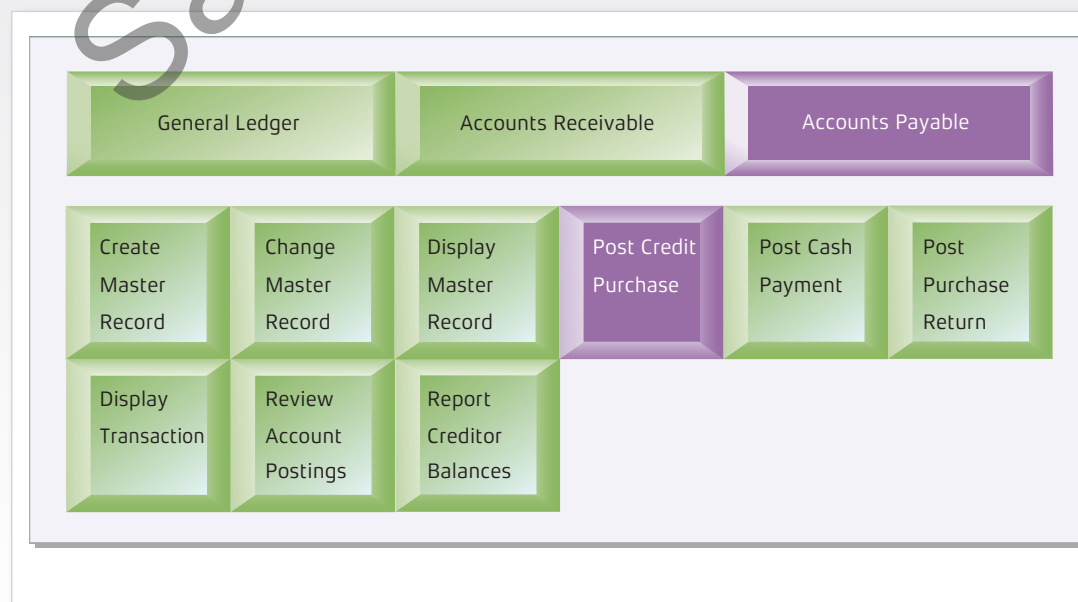 General Ledger
Accounts Receivable
Accounts Payable
Create
Master
Record
Change
Master
Record
Display
Master
Record
Post Credit
Purchase
Post Cash
Payment
Post
Purchase
Return
Display
Transaction
Review
Account
Postings
Report
Creditor
Balances